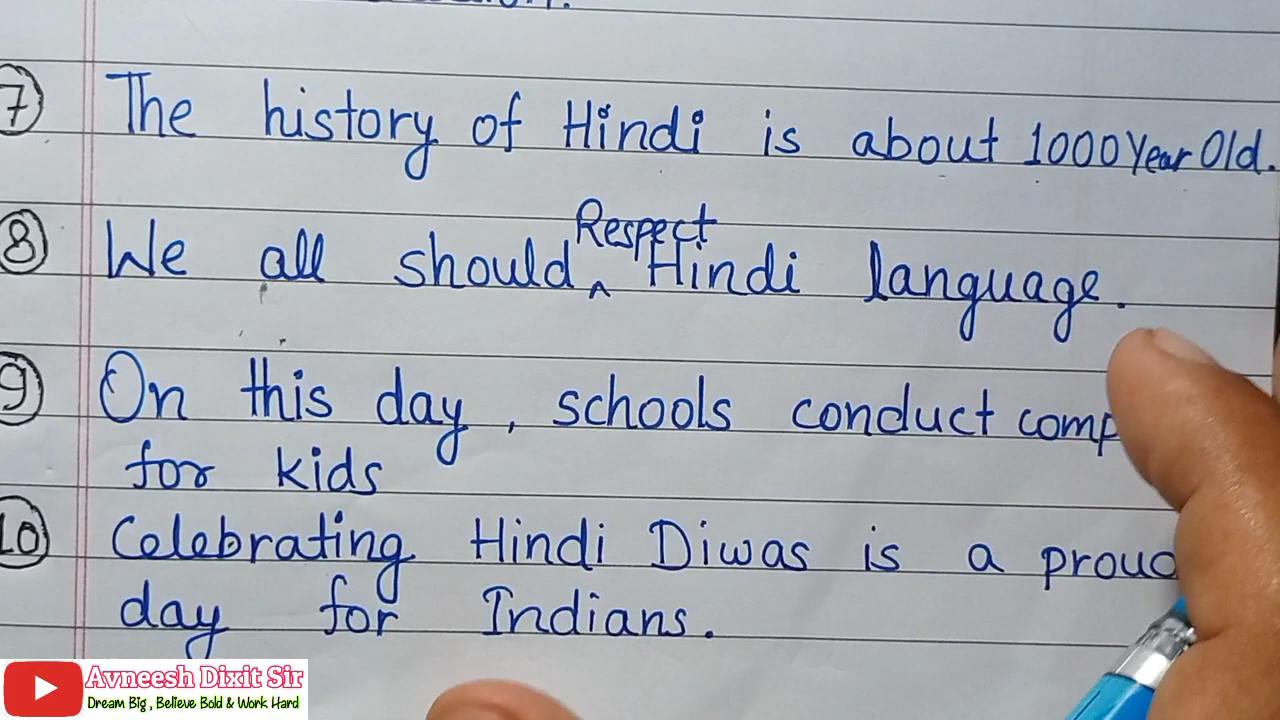 7 The history of Hindi is about 1000 Year Old.
Respect
8 We all should ^ Hindi language.
9 On this day, schools conduct comp
for kids
10 Celebrating Hindi Diwas is a proud
day for Indians.
Avneesh Dixit Sir
Dream Big, Believe Bold & Work Hard